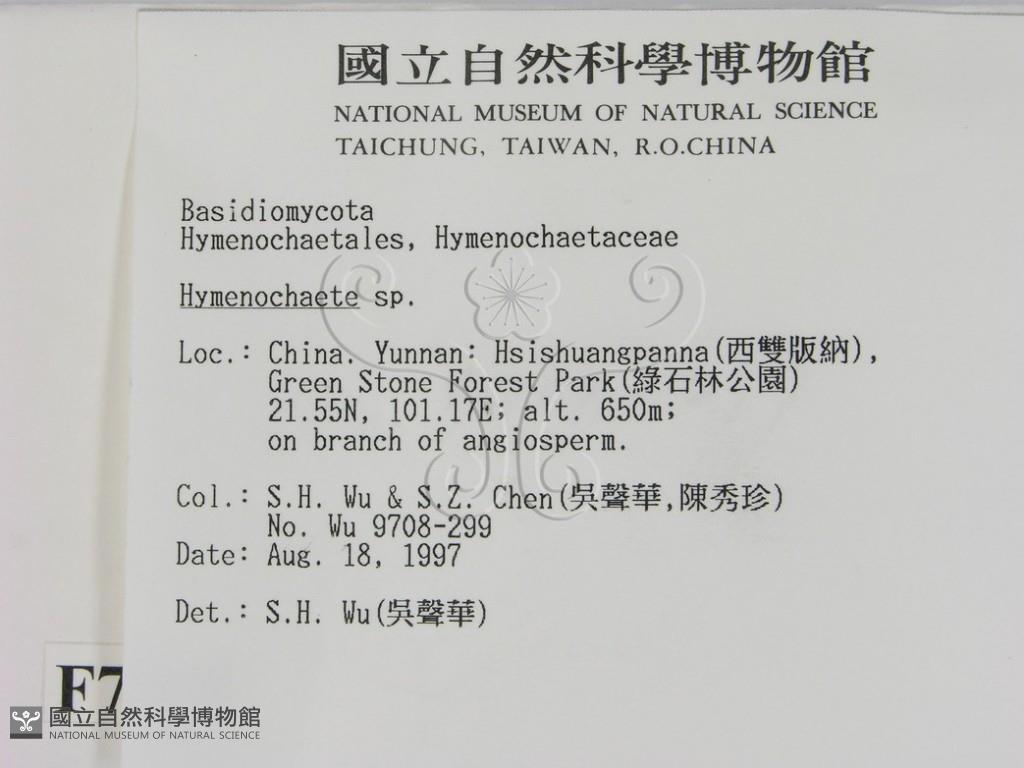 國立自然科學博物館
NATIONAL MUSEUM OF NATURAL SCIENCE
TAICHUNG, TAIWAN, R.O.CHINA
Basidiomycota
Hymenochaetales, Hymenochaetaceae
Hymenochaete sp.
Loc.: China. Yunnan: Hsishuangpanna(西雙版納),
Green Stone Forest Park(綠石林公園)
21.55N, 101.17E; alt. 650m;
on branch of angiosperm.
Col.: S.H. Wu & S.Z. Chen(吳聲華,陳秀珍)
No. Wu 9708-299
Date: Aug. 18, 1997
Det.: S.H. Wu(吳聲華)
F7
國立自然科學博物館
NATIONAL MUSEUM OF NATURAL SCIENCE